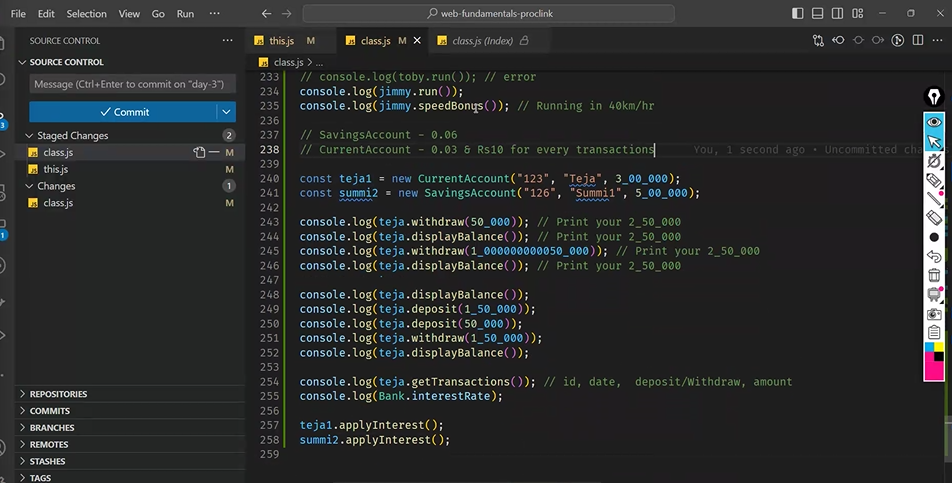 File Edit Selection View Go Run ···
web-fundamentals-proclink
SOURCE CONTROL ···
this.js M
class.js M
class.js (Index)
SOURCE CONTROL
class.js > ...
Message (Ctrl+Enter to commit on "day-3")
Commit
Staged Changes 2
class.js M
this.js M
Changes 1
class.js M
REPOSITORIES
COMMITS
BRANCHES
REMOTES
STASHES
TAGS
233 // console.log(toby.run()); // error
234 console.log(jimmy.run());
235 console.log(jimmy.speedBonus()); // Running in 40km/hr
236
237 // SavingsAccount - 0.06
238 // CurrentAccount - 0.03 & Rs10 for every transactions You, 1 second ago • Uncommitted cha
239
240 const teja1 = new CurrentAccount("123", "Teja", 3_00_000);
241 const summi2 = new SavingsAccount("126", "Summi1", 5_00_000);
242
243 console.log(teja.withdraw(50_000)); // Print your 2_50_000
244 console.log(teja.displayBalance()); // Print your 2_50_000
245 console.log(teja.withdraw(1_000000000050_000)); // Print your 2_50_000
246 console.log(teja.displayBalance()); // Print your 2_50_000
247
248 console.log(teja.displayBalance());
249 console.log(teja.deposit(1_50_000));
250 console.log(teja.deposit(50_000));
251 console.log(teja.withdraw(1_50_000));
252 console.log(teja.displayBalance());
253
254 console.log(teja.getTransactions()); // id, date,  deposit/Withdraw, amount
255 console.log(Bank.interestRate);
256
257 teja1.applyInterest();
258 summi2.applyInterest();
259